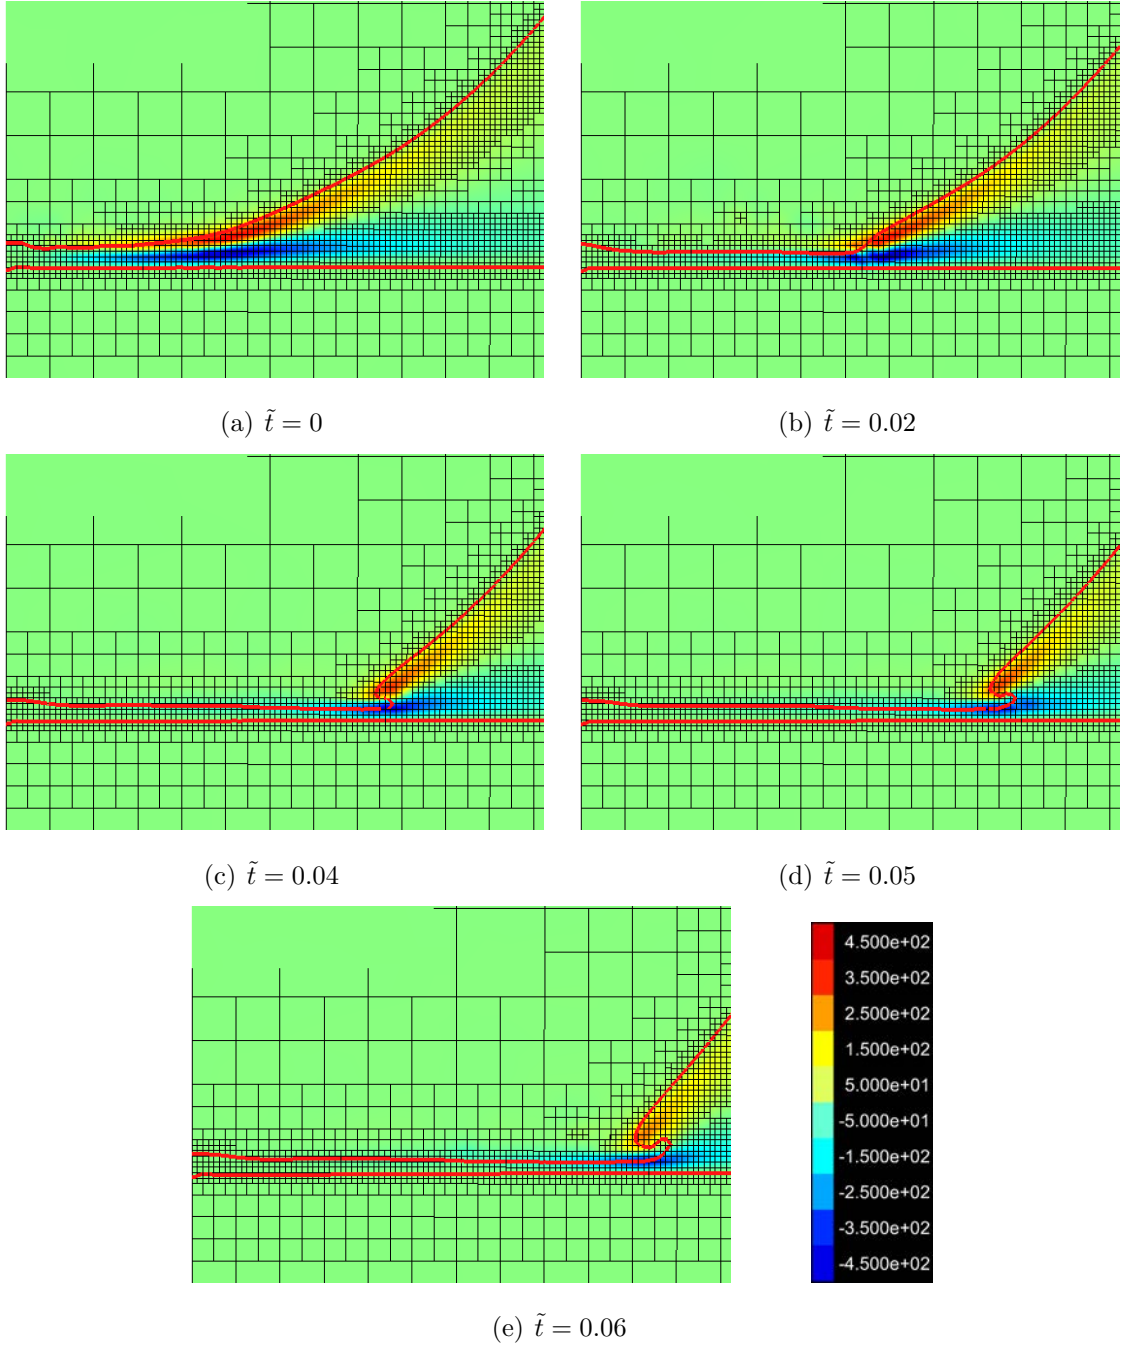 (a) t̃ = 0
(b) t̃ = 0.02
(c) t̃ = 0.04
(d) t̃ = 0.05
4.500e+02
3.500e+02
2.500e+02
1.500e+02
5.000e+01
-5.000e+01
-1.500e+02
-2.500e+02
-3.500e+02
-4.500e+02
(e) t̃ = 0.06